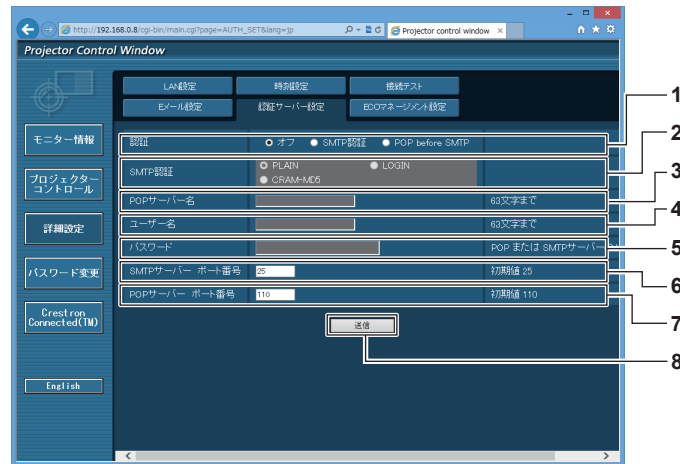 http://192.168.0.8/cgi-bin/main.cgi?page=AUTH_SET&lang=jp
Projector control window
Projector Control Window
LAN設定
時刻設定
接続テスト
Eメール設定
認証サーバー設定
ECOマネージメント設定
モニター情報
プロジェクター
コントロール
詳細設定
パスワード変更
Crestron
Connected(TM)
English
認証
オフ
SMTP認証
POP before SMTP
1
SMTP認証
PLAIN
LOGIN
CRAM-MD5
2
POPサーバー名
63文字まで
3
ユーザー名
63文字まで
4
パスワード
POP または SMTPサーバー
5
SMTPサーバー ポート番号
25
初期値 25
6
POPサーバー ポート番号
110
初期値 110
7
送信
8